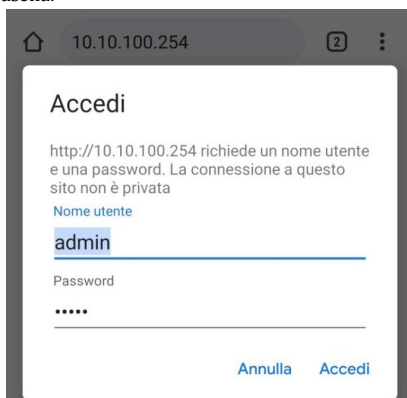 10.10.100.254
2
Accedi
http://10.10.100.254 richiede un nome utente
e una password. La connessione a questo
sito non è privata
Nome utente
admin
Password
•••••
Annulla
Accedi